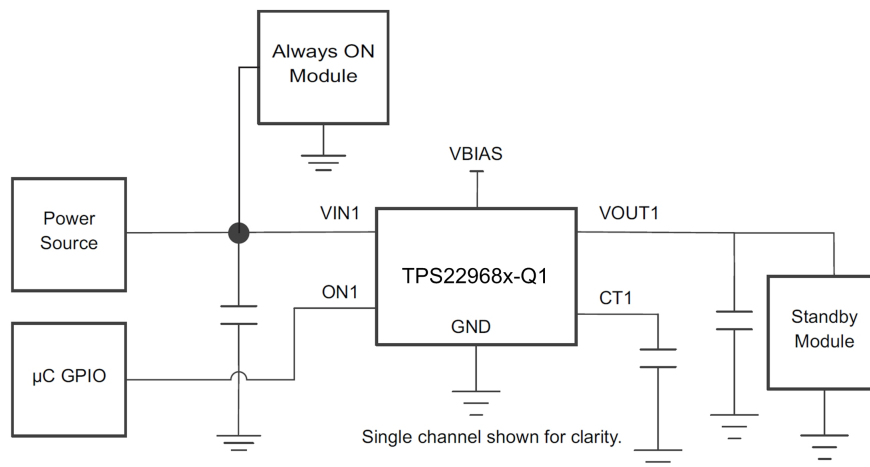 Always ON
Module
VBIAS
Power
Source
VIN1
VOUT1
TPS22968x-Q1
ON1
CT1
GND
µC GPIO
Standby
Module
Single channel shown for clarity.